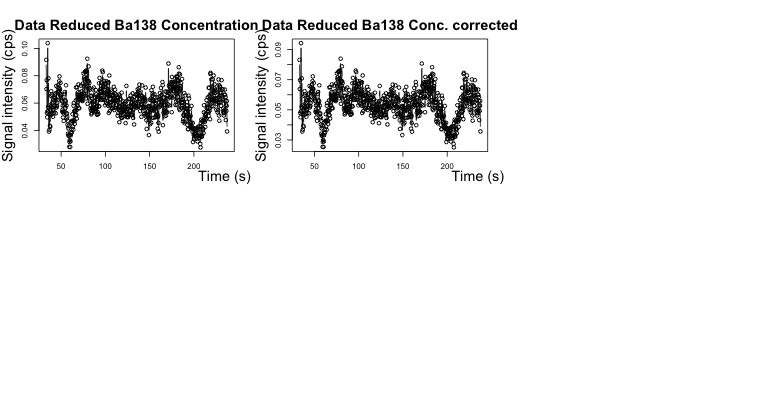 Data Reduced Ba138 Concentration
Signal intensity (cps)
0.04 0.06 0.08 0.10
50 100 150 200
Time (s)
Data Reduced Ba138 Conc. corrected
Signal intensity (cps)
0.03 0.05 0.07 0.09
50 100 150 200
Time (s)